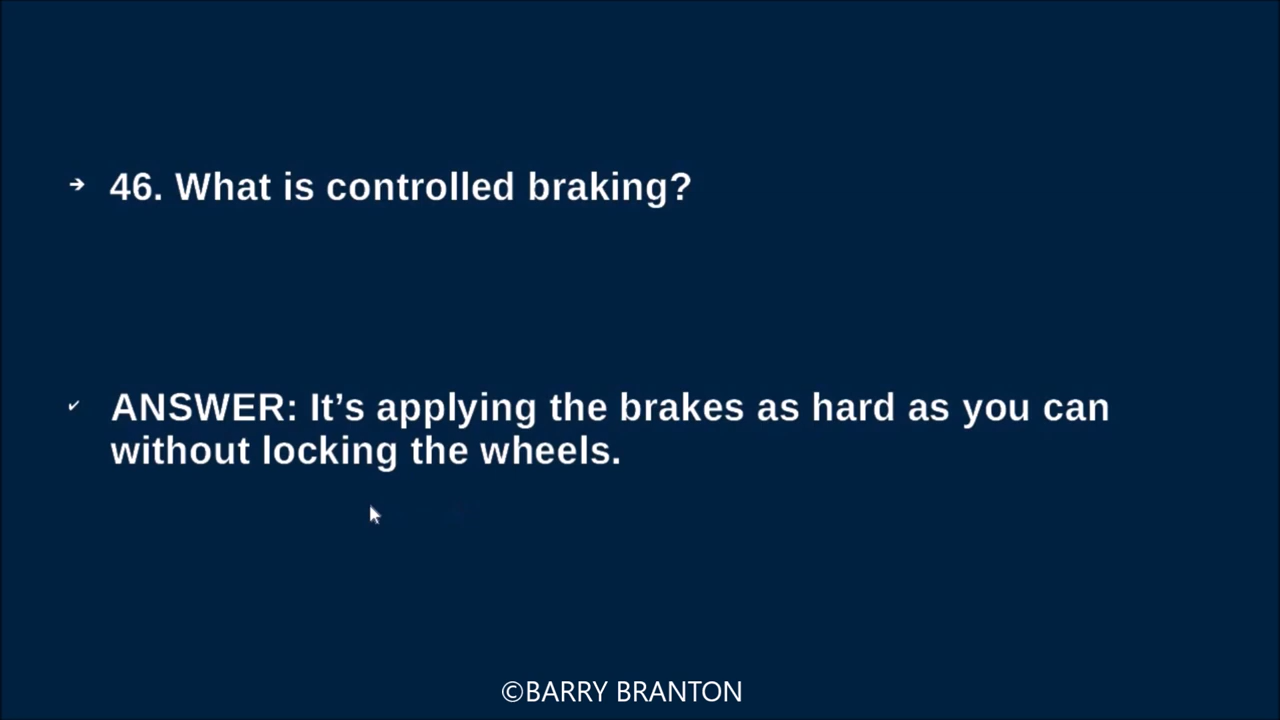 ➔ 46. What is controlled braking?
✓ ANSWER: It’s applying the brakes as hard as you can
without locking the wheels.
©BARRY BRANTON